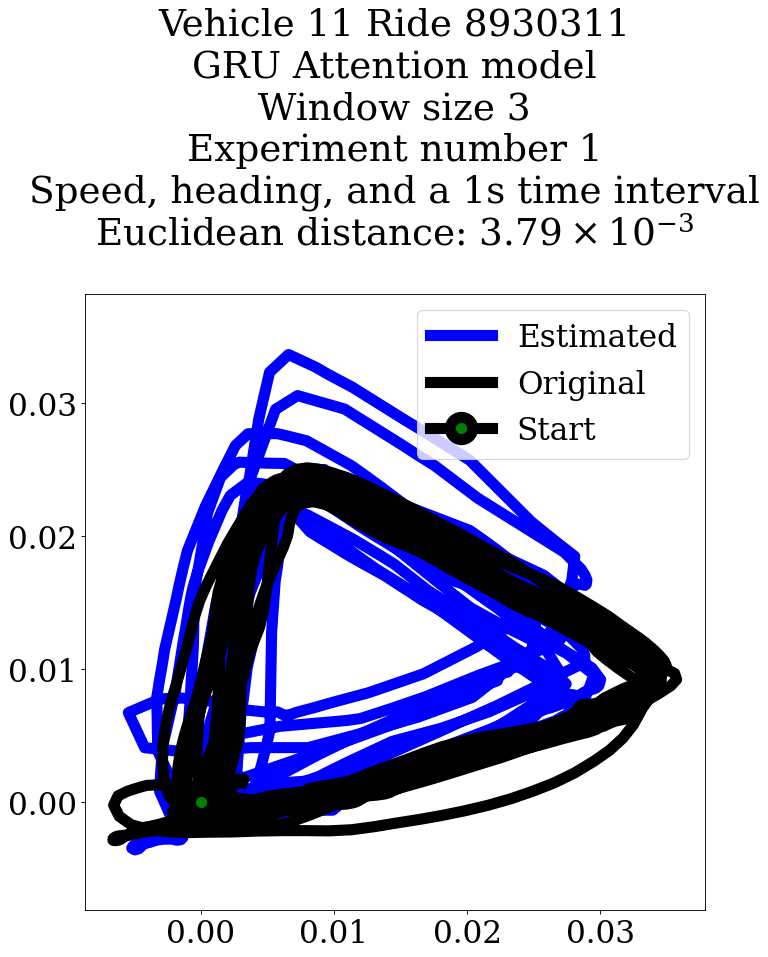 Vehicle 11 Ride 8930311
GRU Attention model
Window size 3
Experiment number 1
Speed, heading, and a 1s time interval
Euclidean distance: 3.79 × 10⁻³
Estimated
Original
Start
0.03
0.02
0.01
0.00
0.00 0.01 0.02 0.03